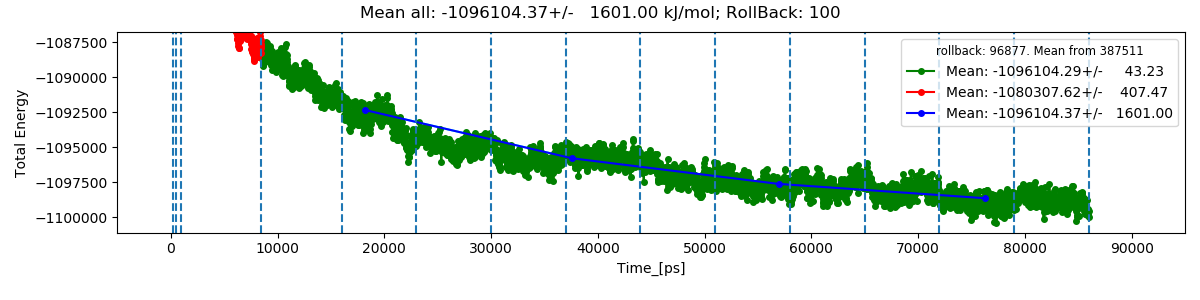 Mean all: -1096104.37+/-   1601.00 kJ/mol; RollBack: 100
rollback: 96877. Mean from 387511
Mean: -1096104.29+/-     43.23
Mean: -1080307.62+/-    407.47
Mean: -1096104.37+/-   1601.00
Total Energy
−1087500
−1090000
−1092500
−1095000
−1097500
−1100000
0 10000 20000 30000 40000 50000 60000 70000 80000 90000
Time_[ps]